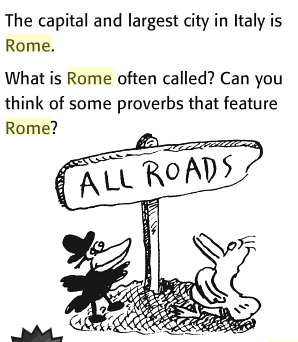 The capital and largest city in Italy is
Rome.
What is Rome often called? Can you
think of some proverbs that feature
Rome?
ALL ROADS